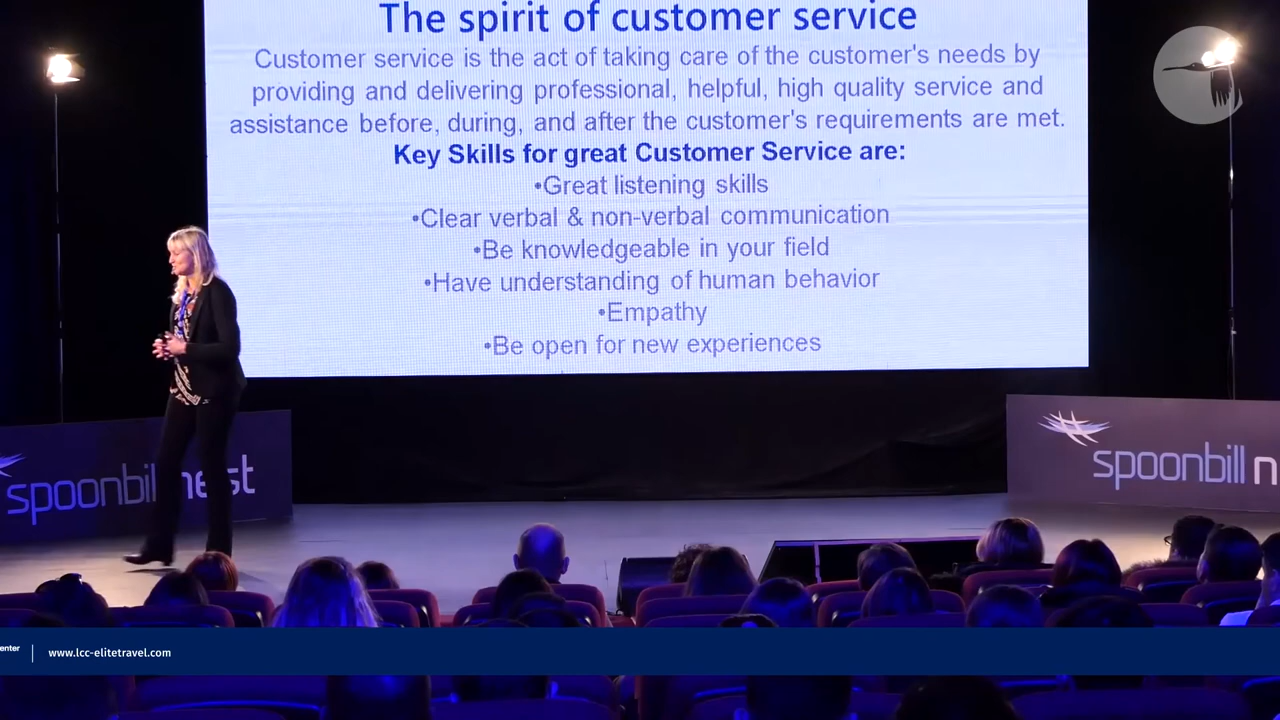 The spirit of customer service
Customer service is the act of taking care of the customer's needs by
providing and delivering professional, helpful, high quality service and
assistance before, during, and after the customer's requirements are met.
Key Skills for great Customer Service are:
•Great listening skills
•Clear verbal & non-verbal communication
•Be knowledgeable in your field
•Have understanding of human behavior
•Empathy
•Be open for new experiences
spoonbill nest
spoonbill n
enter
www.lcc-elitetravel.com